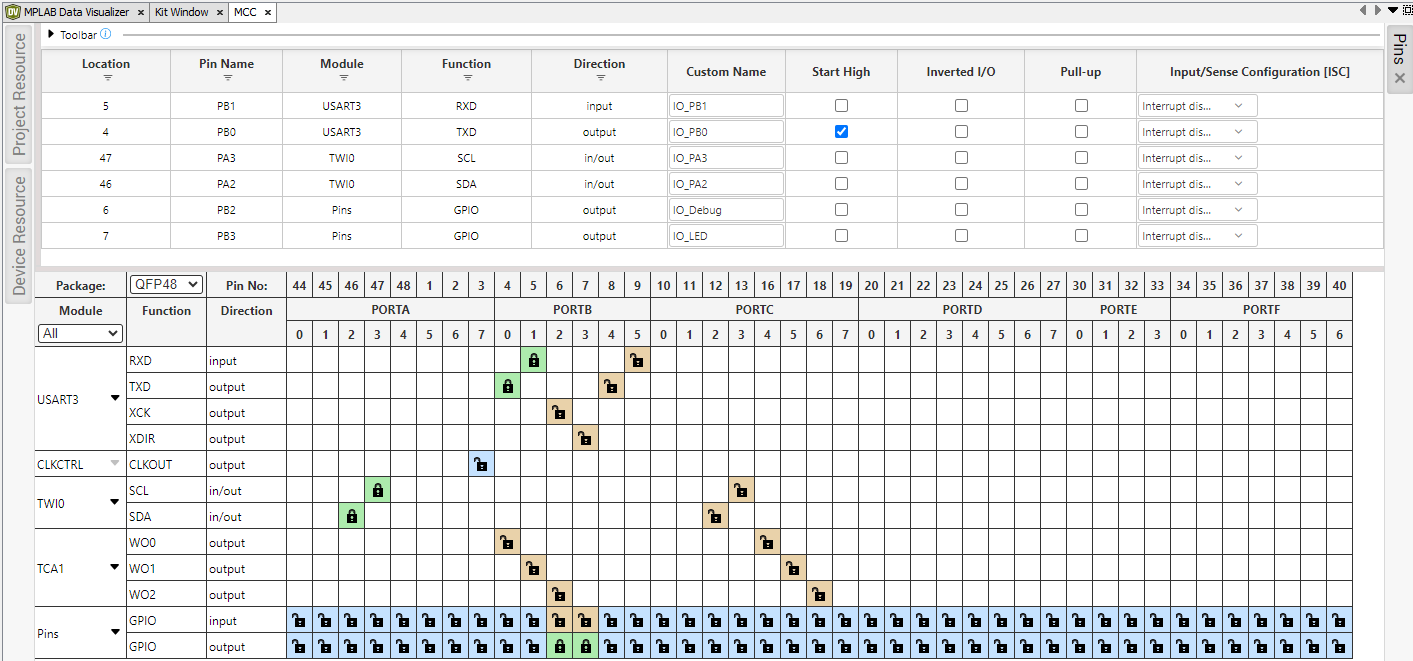 MPLAB Data Visualizer × Kit Window × MCC ×
Project Resource
Device Resource
Pins ×
Toolbar
Location Pin Name Module Function Direction Custom Name Start High Inverted I/O Pull-up Input/Sense Configuration [ISC]
5 PB1 USART3 RXD input IO_PB1 Interrupt dis...
4 PB0 USART3 TXD output IO_PB0 Interrupt dis...
47 PA3 TWI0 SCL in/out IO_PA3 Interrupt dis...
46 PA2 TWI0 SDA in/out IO_PA2 Interrupt dis...
6 PB2 Pins GPIO output IO_Debug Interrupt dis...
7 PB3 Pins GPIO output IO_LED Interrupt dis...
Package: QFP48 Pin No: 44 45 46 47 48 1 2 3 4 5 6 7 8 9 10 11 12 13 16 17 18 19 20 21 22 23 24 25 26 27 30 31 32 33 34 35 36 37 38 39 40
Module Function Direction PORTA PORTB PORTC PORTD PORTE PORTF
All 0 1 2 3 4 5 6 7 0 1 2 3 4 5 0 1 2 3 4 5 6 7 0 1 2 3 4 5 6 7 0 1 2 3 0 1 2 3 4 5 6
USART3
RXD input
TXD output
XCK output
XDIR output
CLKCTRL CLKOUT output
TWI0
SCL in/out
SDA in/out
TCA1
WO0 output
WO1 output
WO2 output
Pins
GPIO input
GPIO output